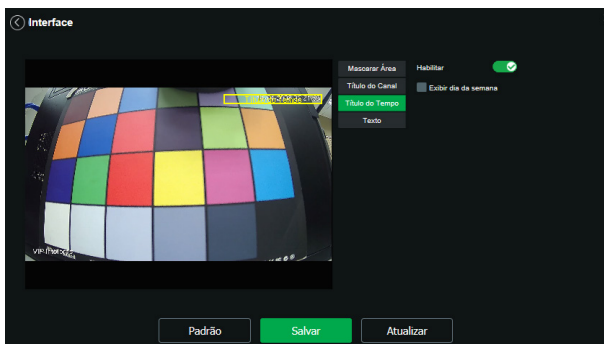 Interface
Mascarar Área
Habilitar
Título do Canal
Exibir dia da semana
Título do Tempo
Texto
Padrão
Salvar
Atualizar